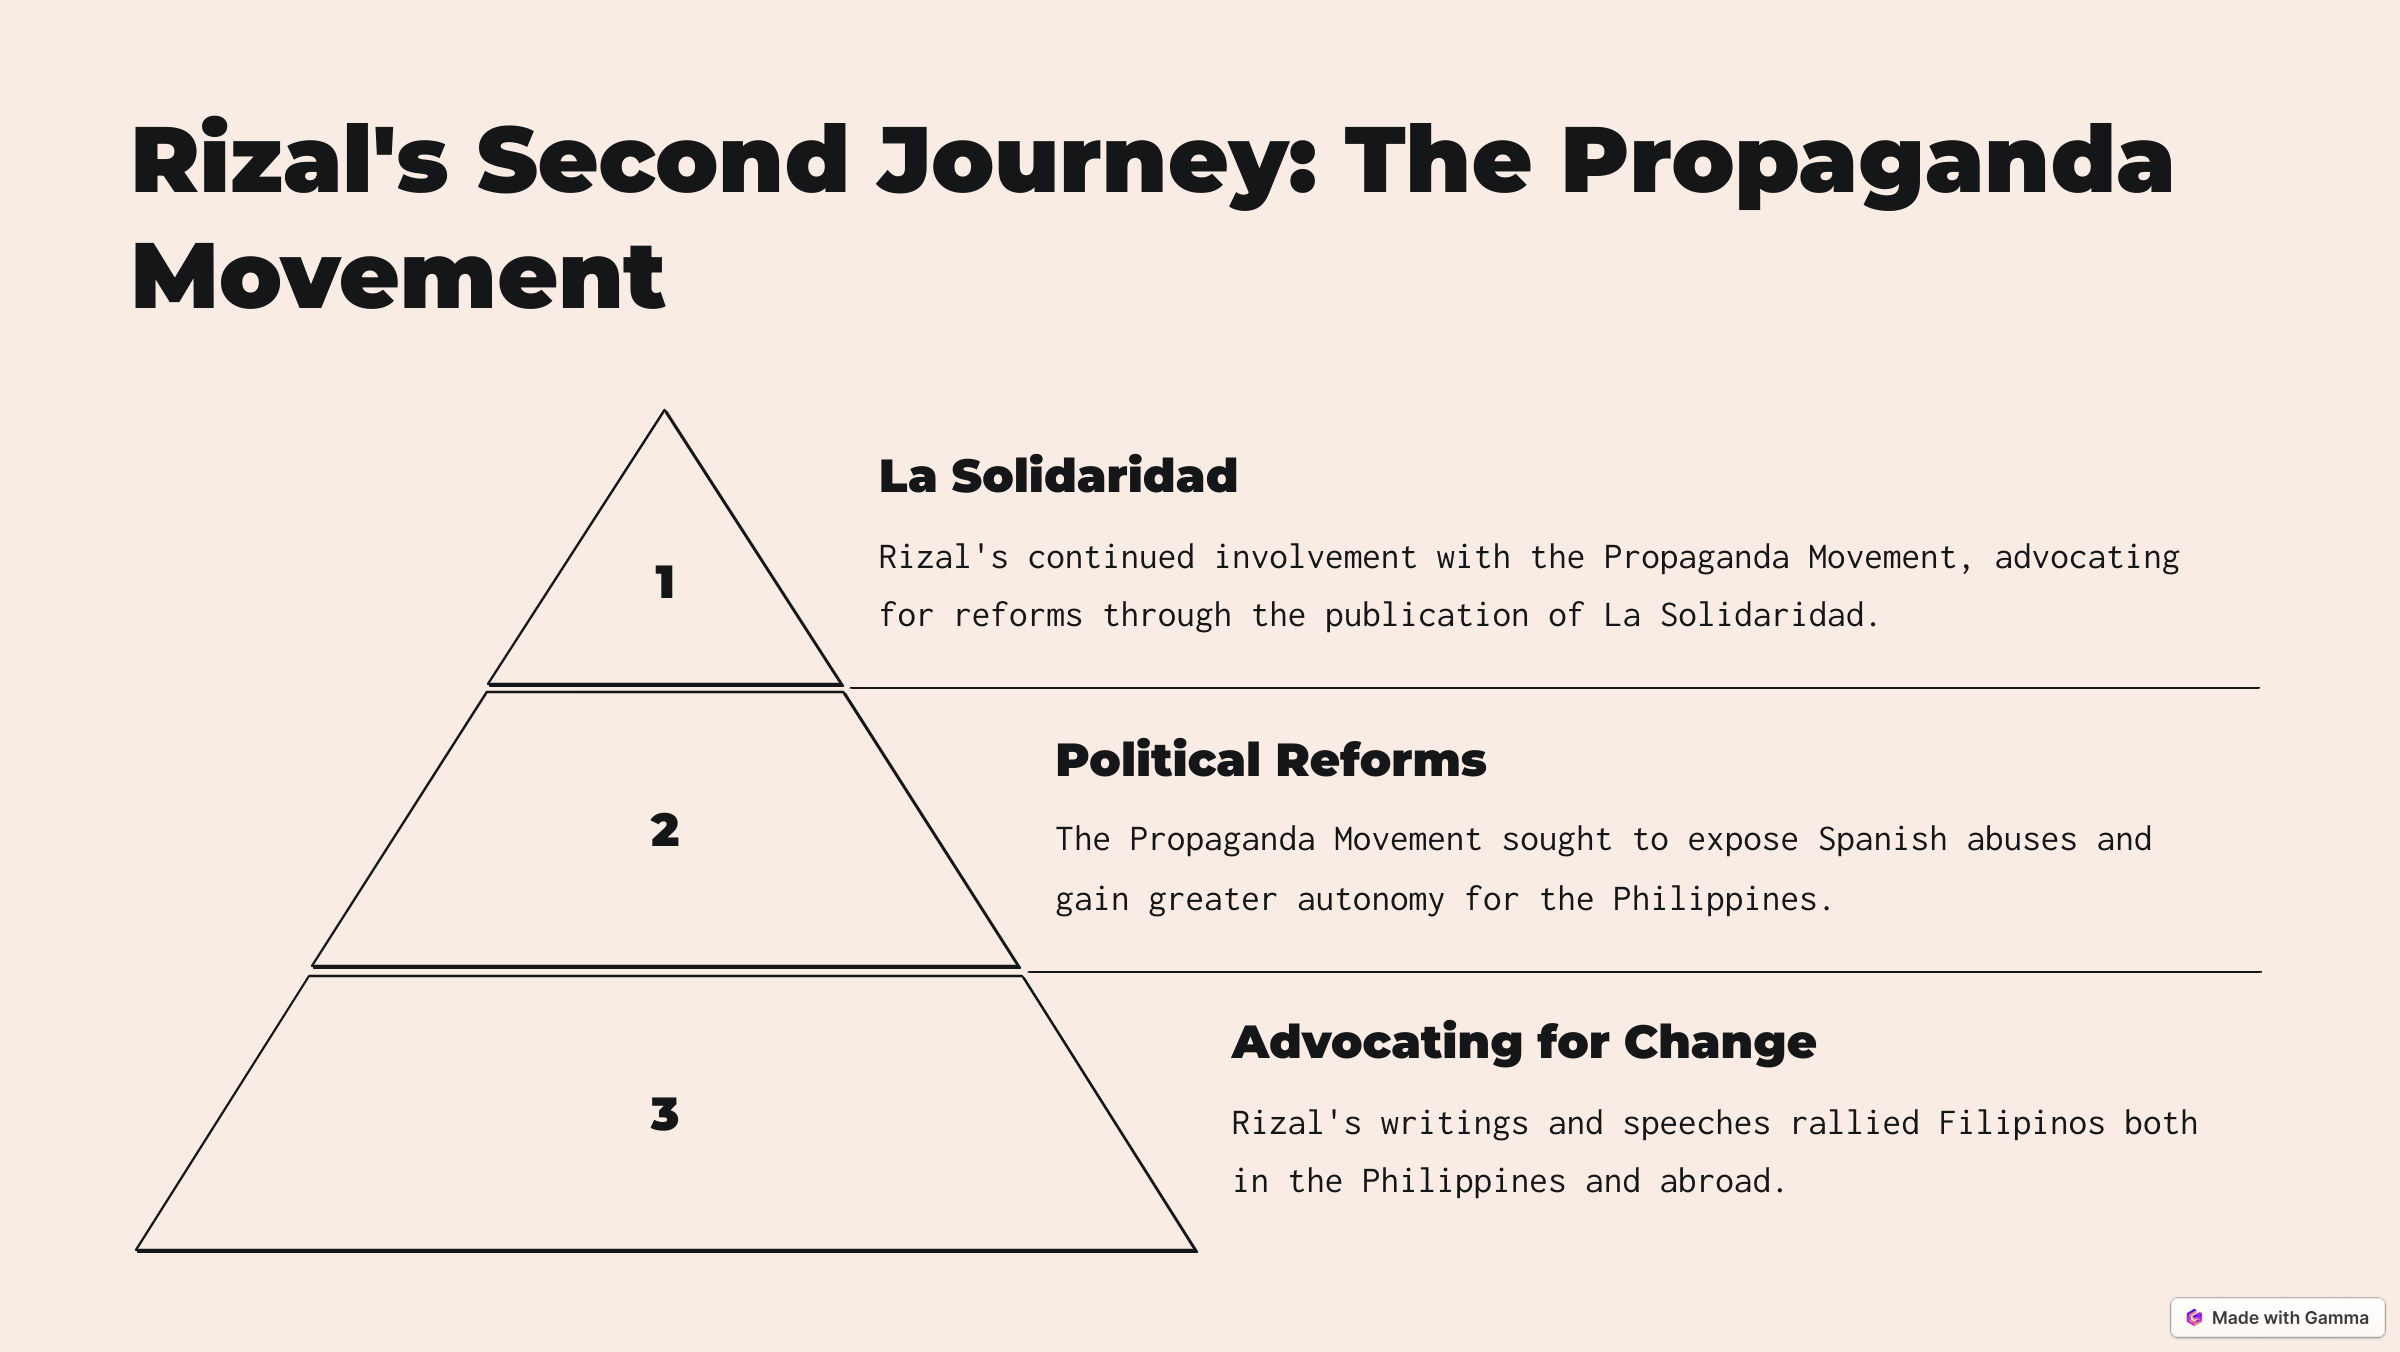 Rizal's Second Journey: The Propaganda
Movement
1
La Solidaridad
Rizal's continued involvement with the Propaganda Movement, advocating
for reforms through the publication of La Solidaridad.
2
Political Reforms
The Propaganda Movement sought to expose Spanish abuses and
gain greater autonomy for the Philippines.
3
Advocating for Change
Rizal's writings and speeches rallied Filipinos both
in the Philippines and abroad.
Made with Gamma